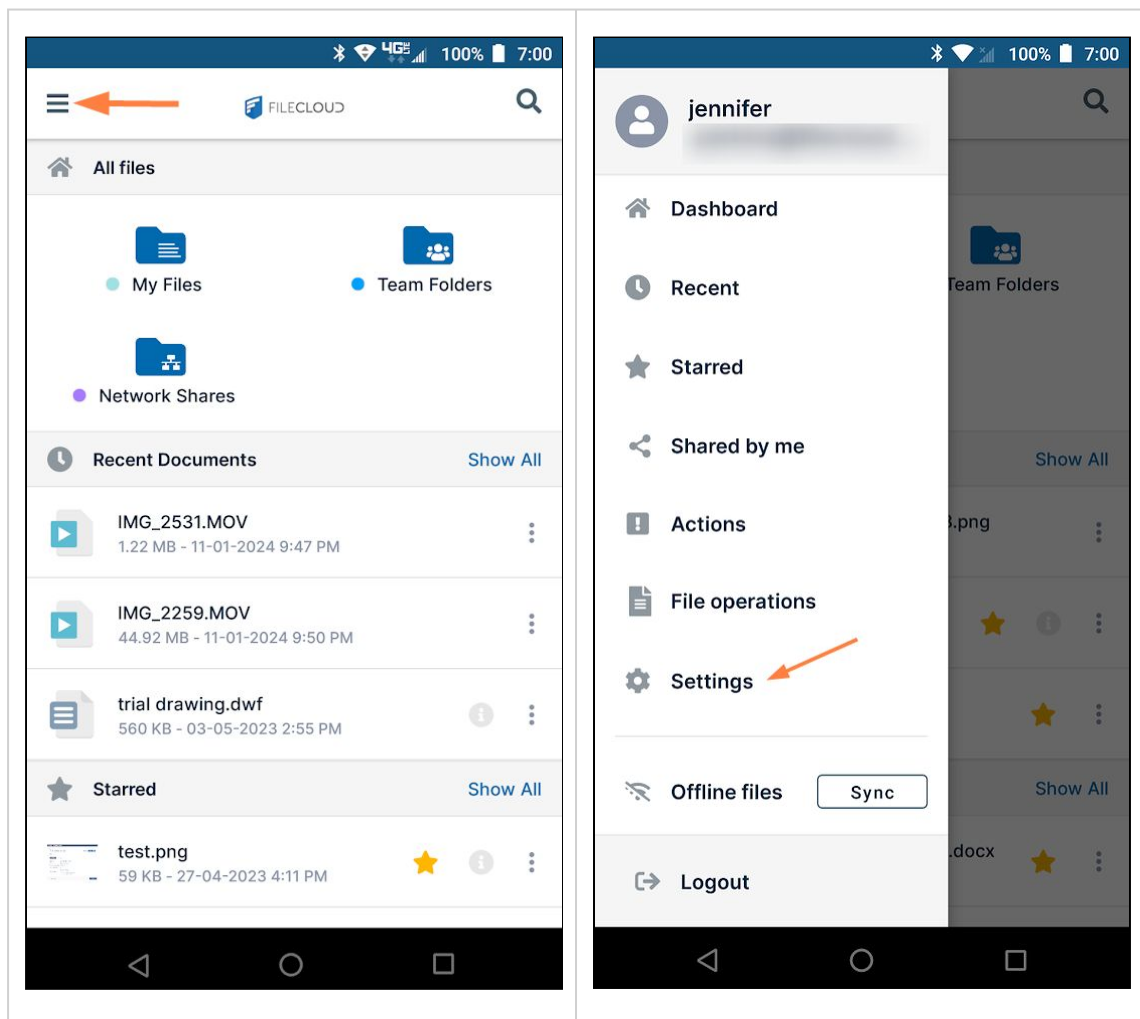 4G LTE 100% 7:00
FILECLOUD
All files
My Files
Team Folders
Network Shares
Recent Documents Show All
IMG_2531.MOV
1.22 MB - 11-01-2024 9:47 PM
IMG_2259.MOV
44.92 MB - 11-01-2024 9:50 PM
trial drawing.dwf
560 KB - 03-05-2023 2:55 PM
Starred Show All
test.png
59 KB - 27-04-2023 4:11 PM
100% 7:00
jennifer
Dashboard
Team Folders
Recent
Starred
Shared by me
Show All
Actions
.png
File operations
Settings
Offline files Sync
Show All
.docx
Logout